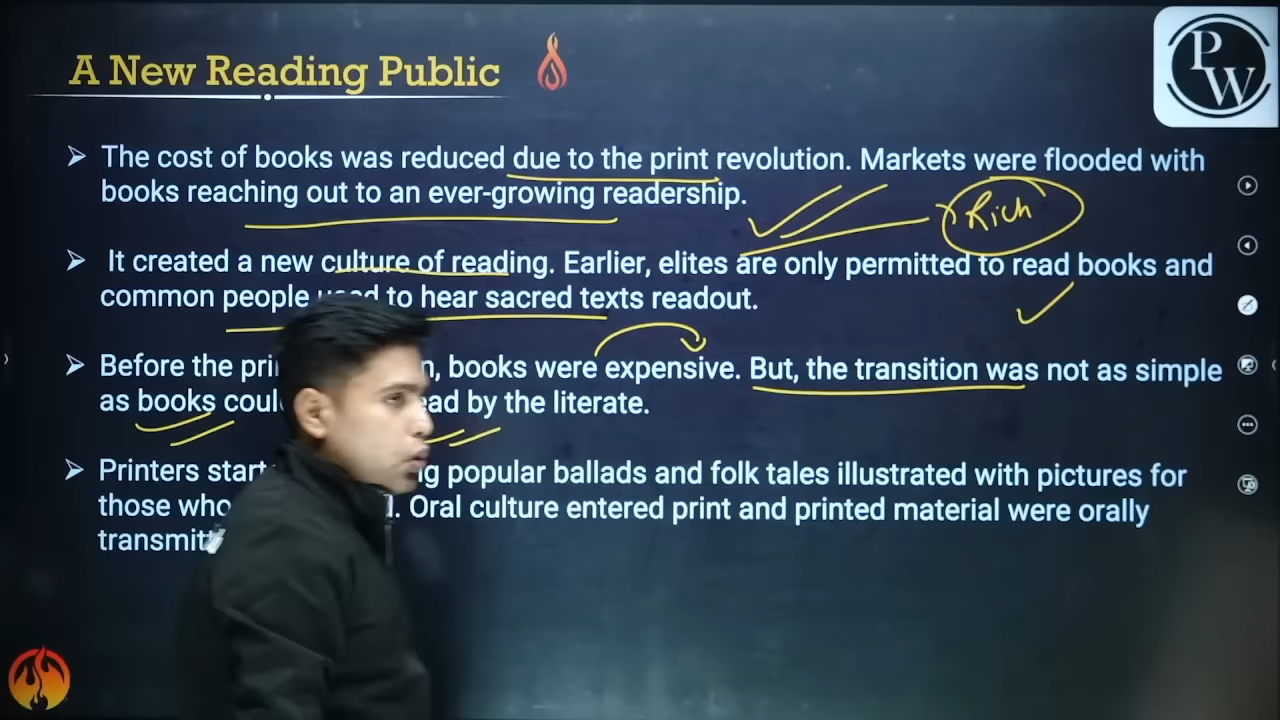 A New Reading Public
PW
The cost of books was reduced due to the print revolution. Markets were flooded with
books reaching out to an ever-growing readership.
Rich
It created a new culture of reading. Earlier, elites are only permitted to read books and
common people used to hear sacred texts readout.
Before the pri n, books were expensive. But, the transition was not as simple
as books coul ead by the literate.
Printers start g popular ballads and folk tales illustrated with pictures for
those who d. Oral culture entered print and printed material were orally
transmitt